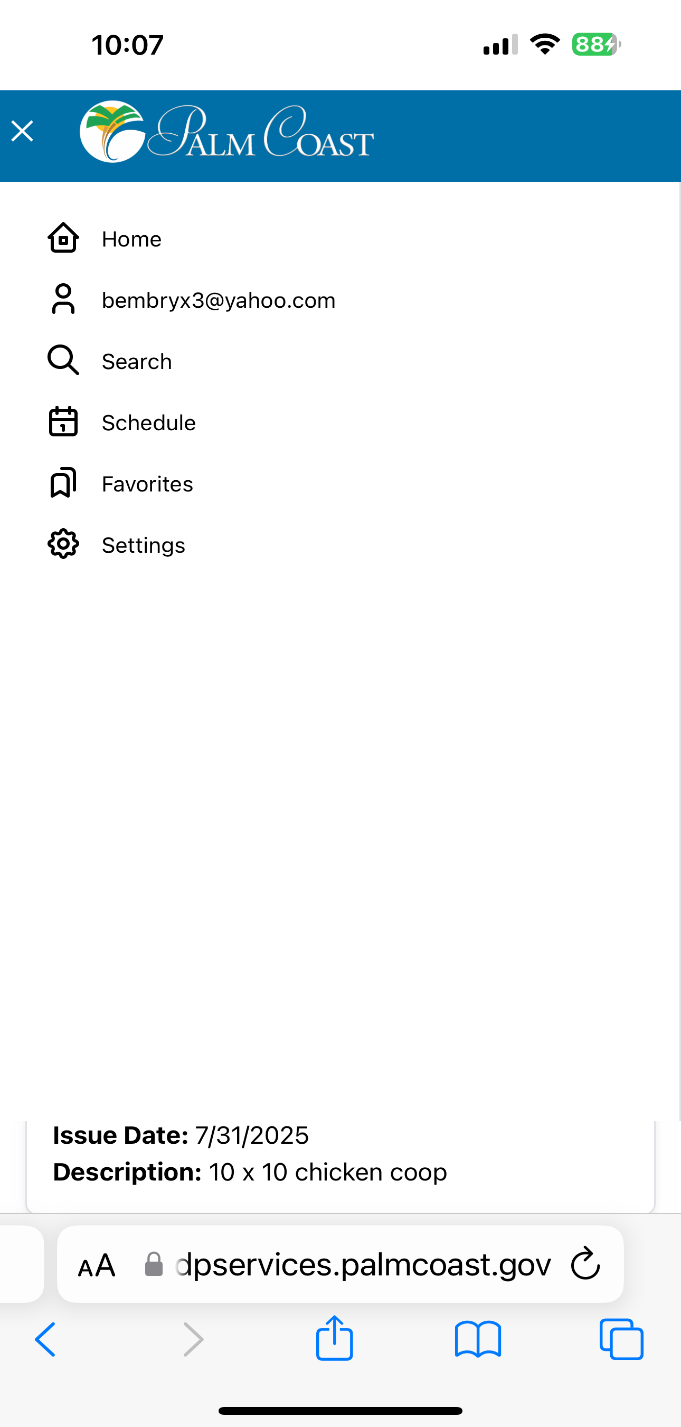 10:07
88
PALM COAST
Home
bembryx3@yahoo.com
Search
Schedule
1
Favorites
Settings
Issue Date: 7/31/2025
Description: 10 x 10 chicken coop
AA dpservices.palmcoast.gov